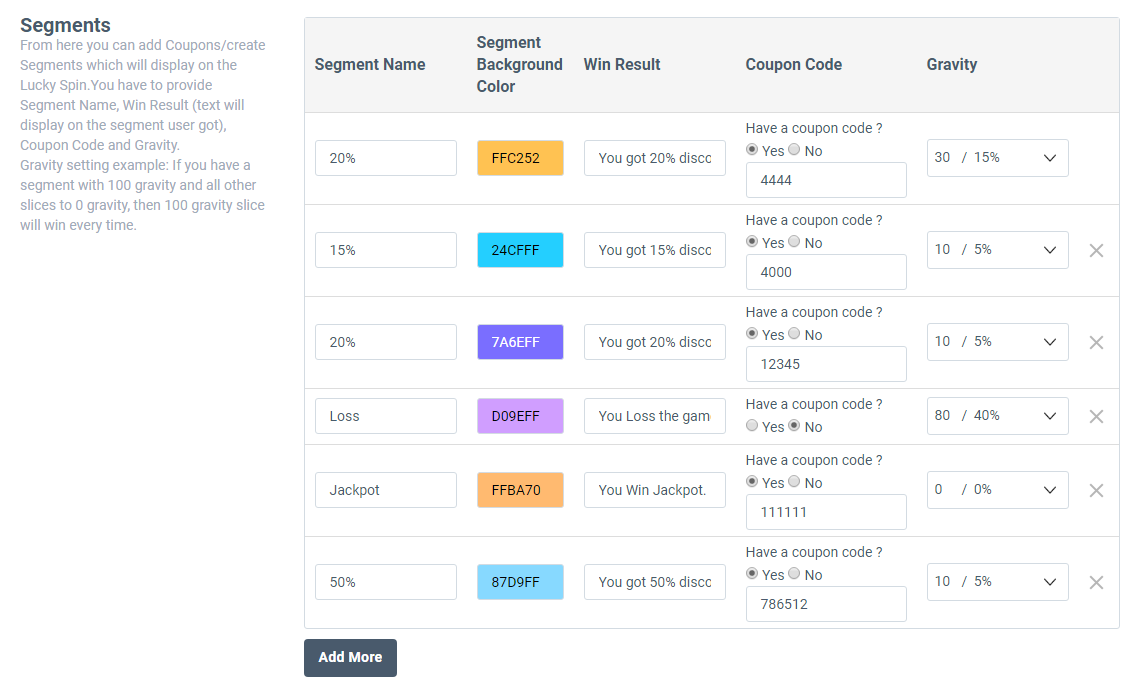 Segments
From here you can add Coupons/create
Segments which will display on the
Lucky Spin.You have to provide
Segment Name, Win Result (text will
display on the segment user got),
Coupon Code and Gravity.
Gravity setting example: If you have a
segment with 100 gravity and all other
slices to 0 gravity, then 100 gravity slice
will win every time.
Segment Name
Segment
Background
Color
Win Result
Coupon Code
Gravity
20%
FFC252
You got 20% disco
Have a coupon code ?
Yes No
4444
30 / 15%
15%
24CFFF
You got 15% disco
Have a coupon code ?
Yes No
4000
10 / 5%
20%
7A6EFF
You got 20% disco
Have a coupon code ?
Yes No
12345
10 / 5%
Loss
D09EFF
You Loss the gam
Have a coupon code ?
Yes No
80 / 40%
Jackpot
FFBA70
You Win Jackpot.
Have a coupon code ?
Yes No
111111
0 / 0%
50%
87D9FF
You got 50% disco
Have a coupon code ?
Yes No
786512
10 / 5%
Add More